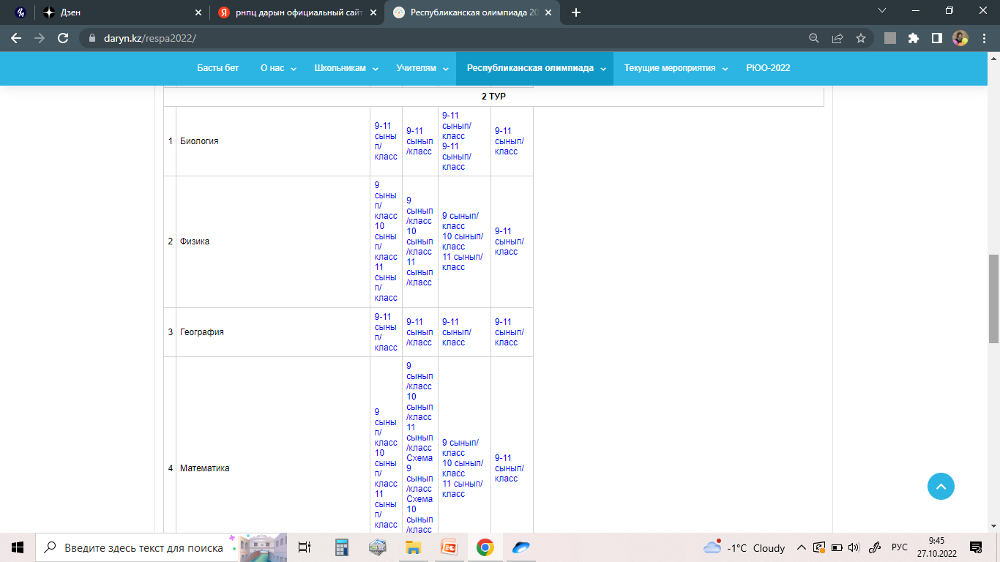 Дзен
рнпц дарын официальный сайт
Республиканская олимпиада 20
daryn.kz/respa2022/
Басты бет О нас Школьникам Учителям Республиканская олимпиада Текущие мероприятия РЮО-2022
2 ТУР
1
Биология
9-11
сыны
п/
класс
9-11
сынып
/класс
9-11
сынып/
класс
9-11
сынып/
класс
9-11
сынып/
класс
2
Физика
9
сыны
п/
класс
10
сыны
п/
класс
11
сыны
п/
класс
9
сынып
/класс
10
сынып
/класс
11
сынып
/класс
9 сынып/
класс
10 сынып/
класс
11 сынып/
класс
9-11
сынып/
класс
3
География
9-11
сыны
п/
класс
9-11
сынып
/класс
9-11
сынып/
класс
9-11
сынып/
класс
4
Математика
9
сыны
п/
класс
10
сыны
п/
класс
11
сыны
п/
класс
9
сынып
/класс
10
сынып
/класс
11
сынып
/класс
Схема
9
сынып
/класс
Схема
10
сынып
/класс
9 сынып/
класс
10 сынып/
класс
11 сынып/
класс
9-11
сынып/
класс
Введите здесь текст для поиска
-1°C Cloudy
РУС
9:45
27.10.2022